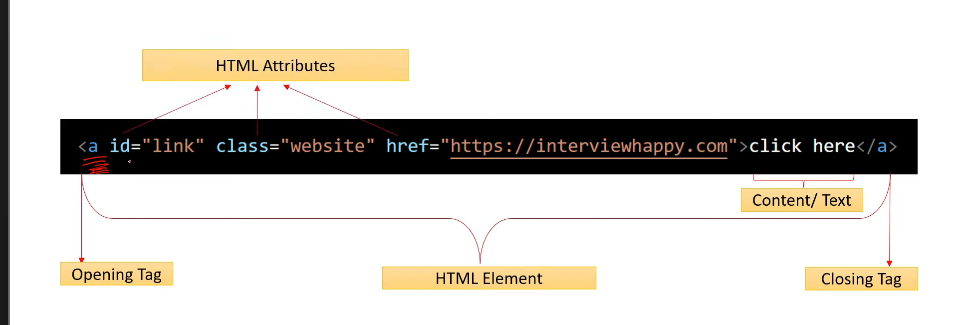 HTML Attributes
<a id="link" class="website" href="https://interviewhappy.com">click here</a>
Content/ Text
Opening Tag
HTML Element
Closing Tag